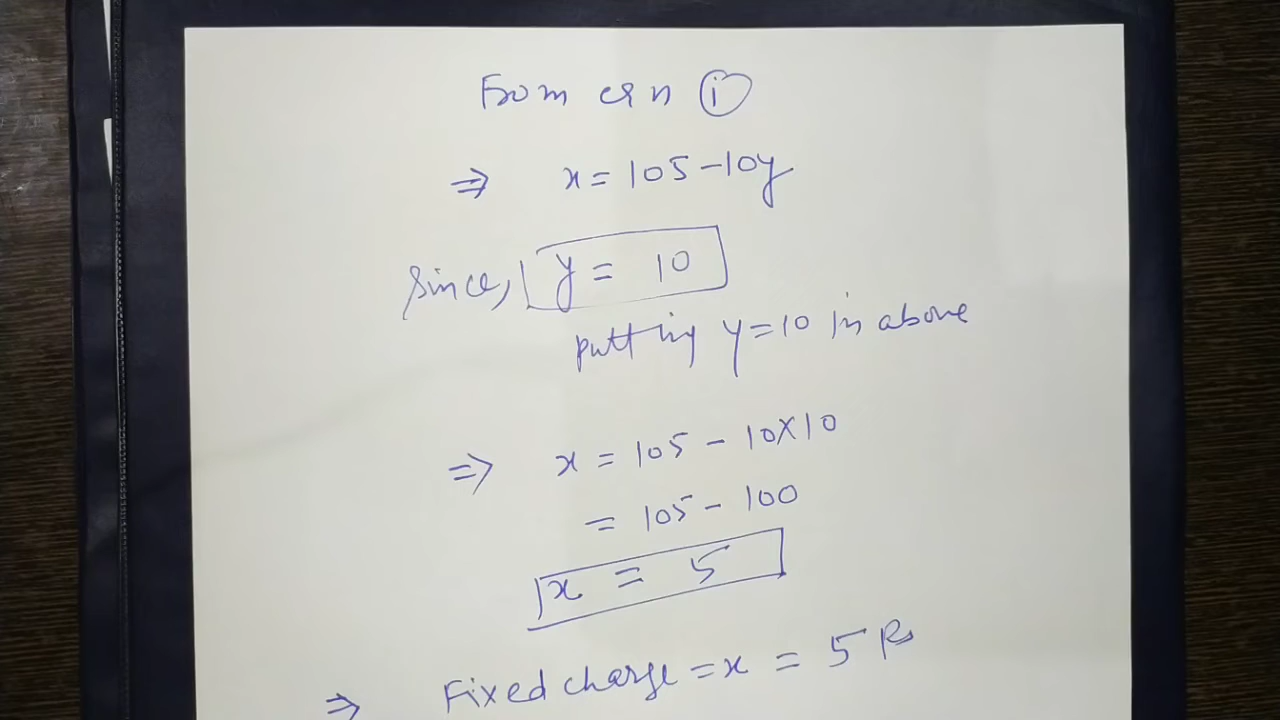 From eqn (i)
⇒ x = 105 - 10y
Since, y = 10
putting y = 10 in above
⇒ x = 105 - 10 × 10
= 105 - 100
x = 5
⇒ Fixed charge = x = 5 Rs